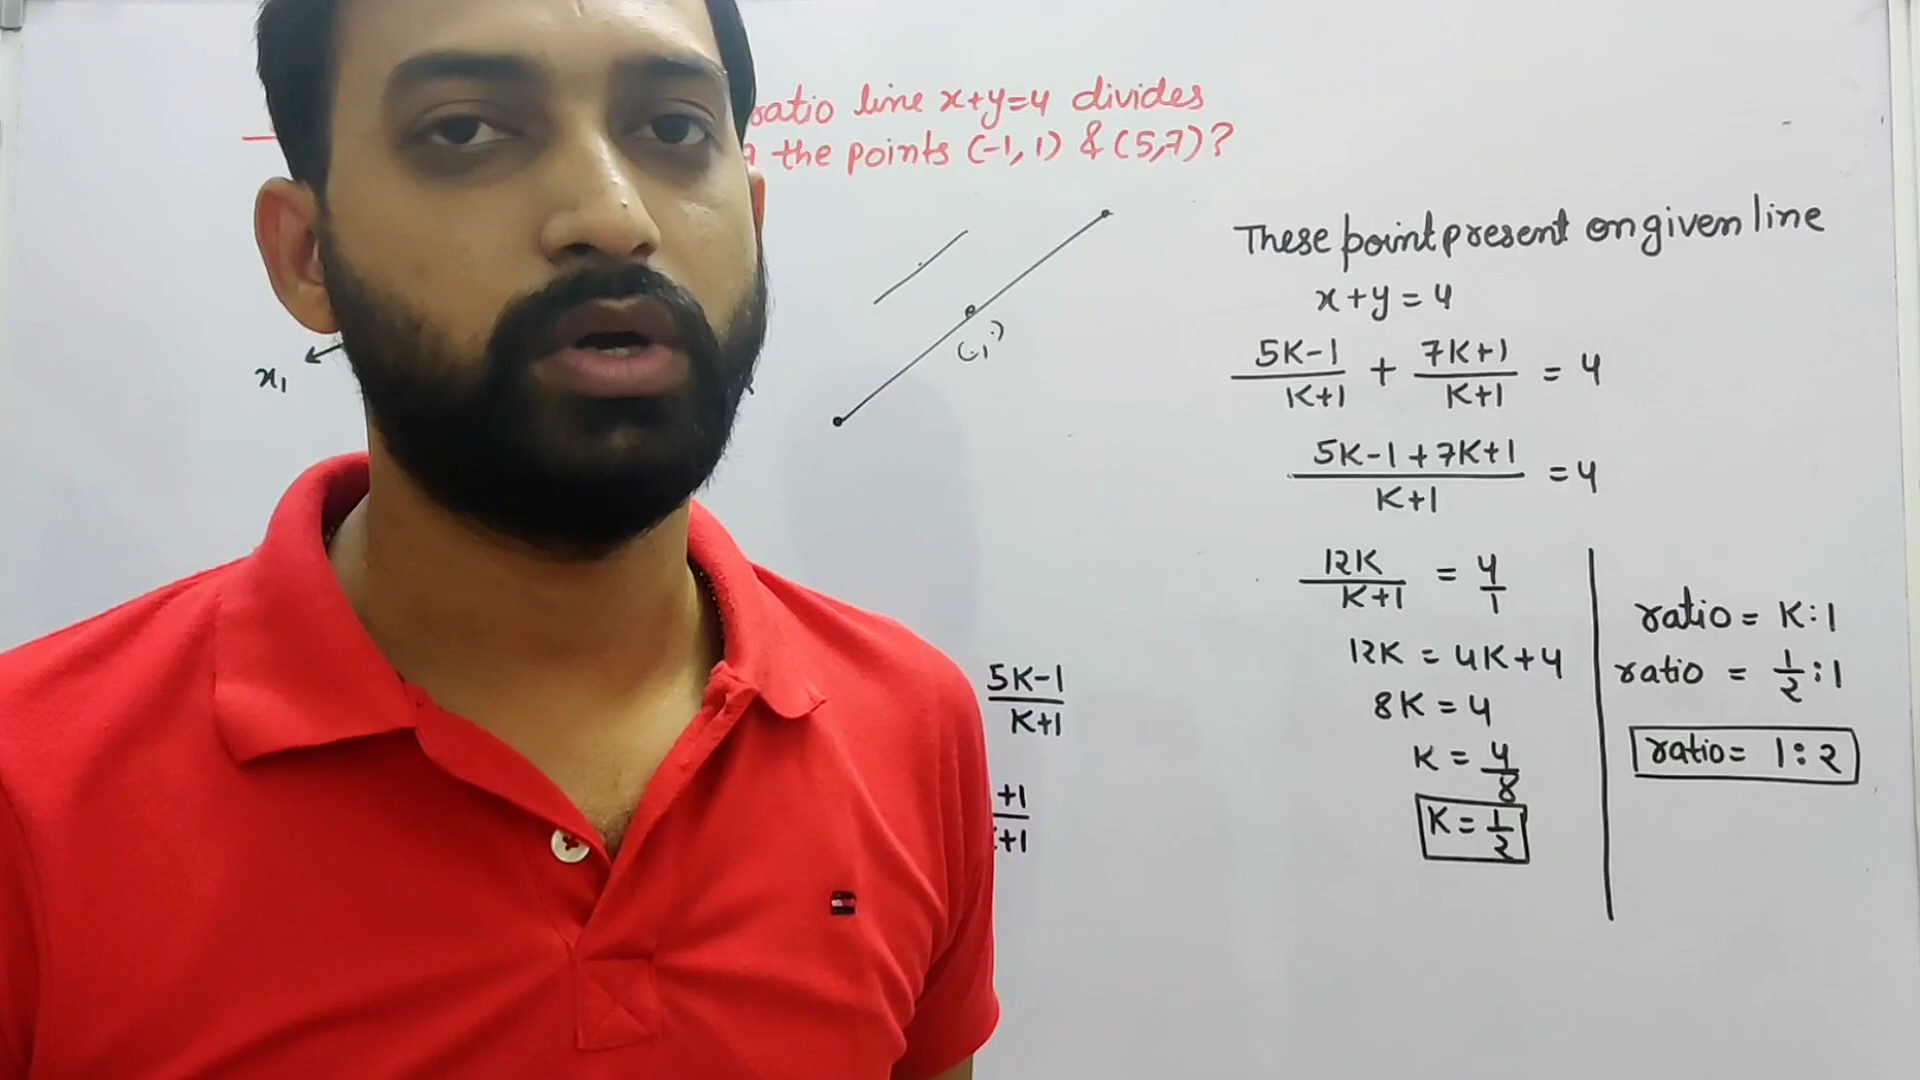 ratio line x+y=4 divides
the points (-1, 1) & (5,7)?
x₁
(-, -)
5K-1
K+1
+1
+1
These point present on given line
x+y = 4
5K-1/K+1 + 7K+1/K+1 = 4
5K-1+7K+1/K+1 = 4
12K/K+1 = 4/1
12K = 4K+4
8K = 4
K = 4/8
K = 1/2
ratio = K:1
ratio = 1/2:1
ratio = 1:2